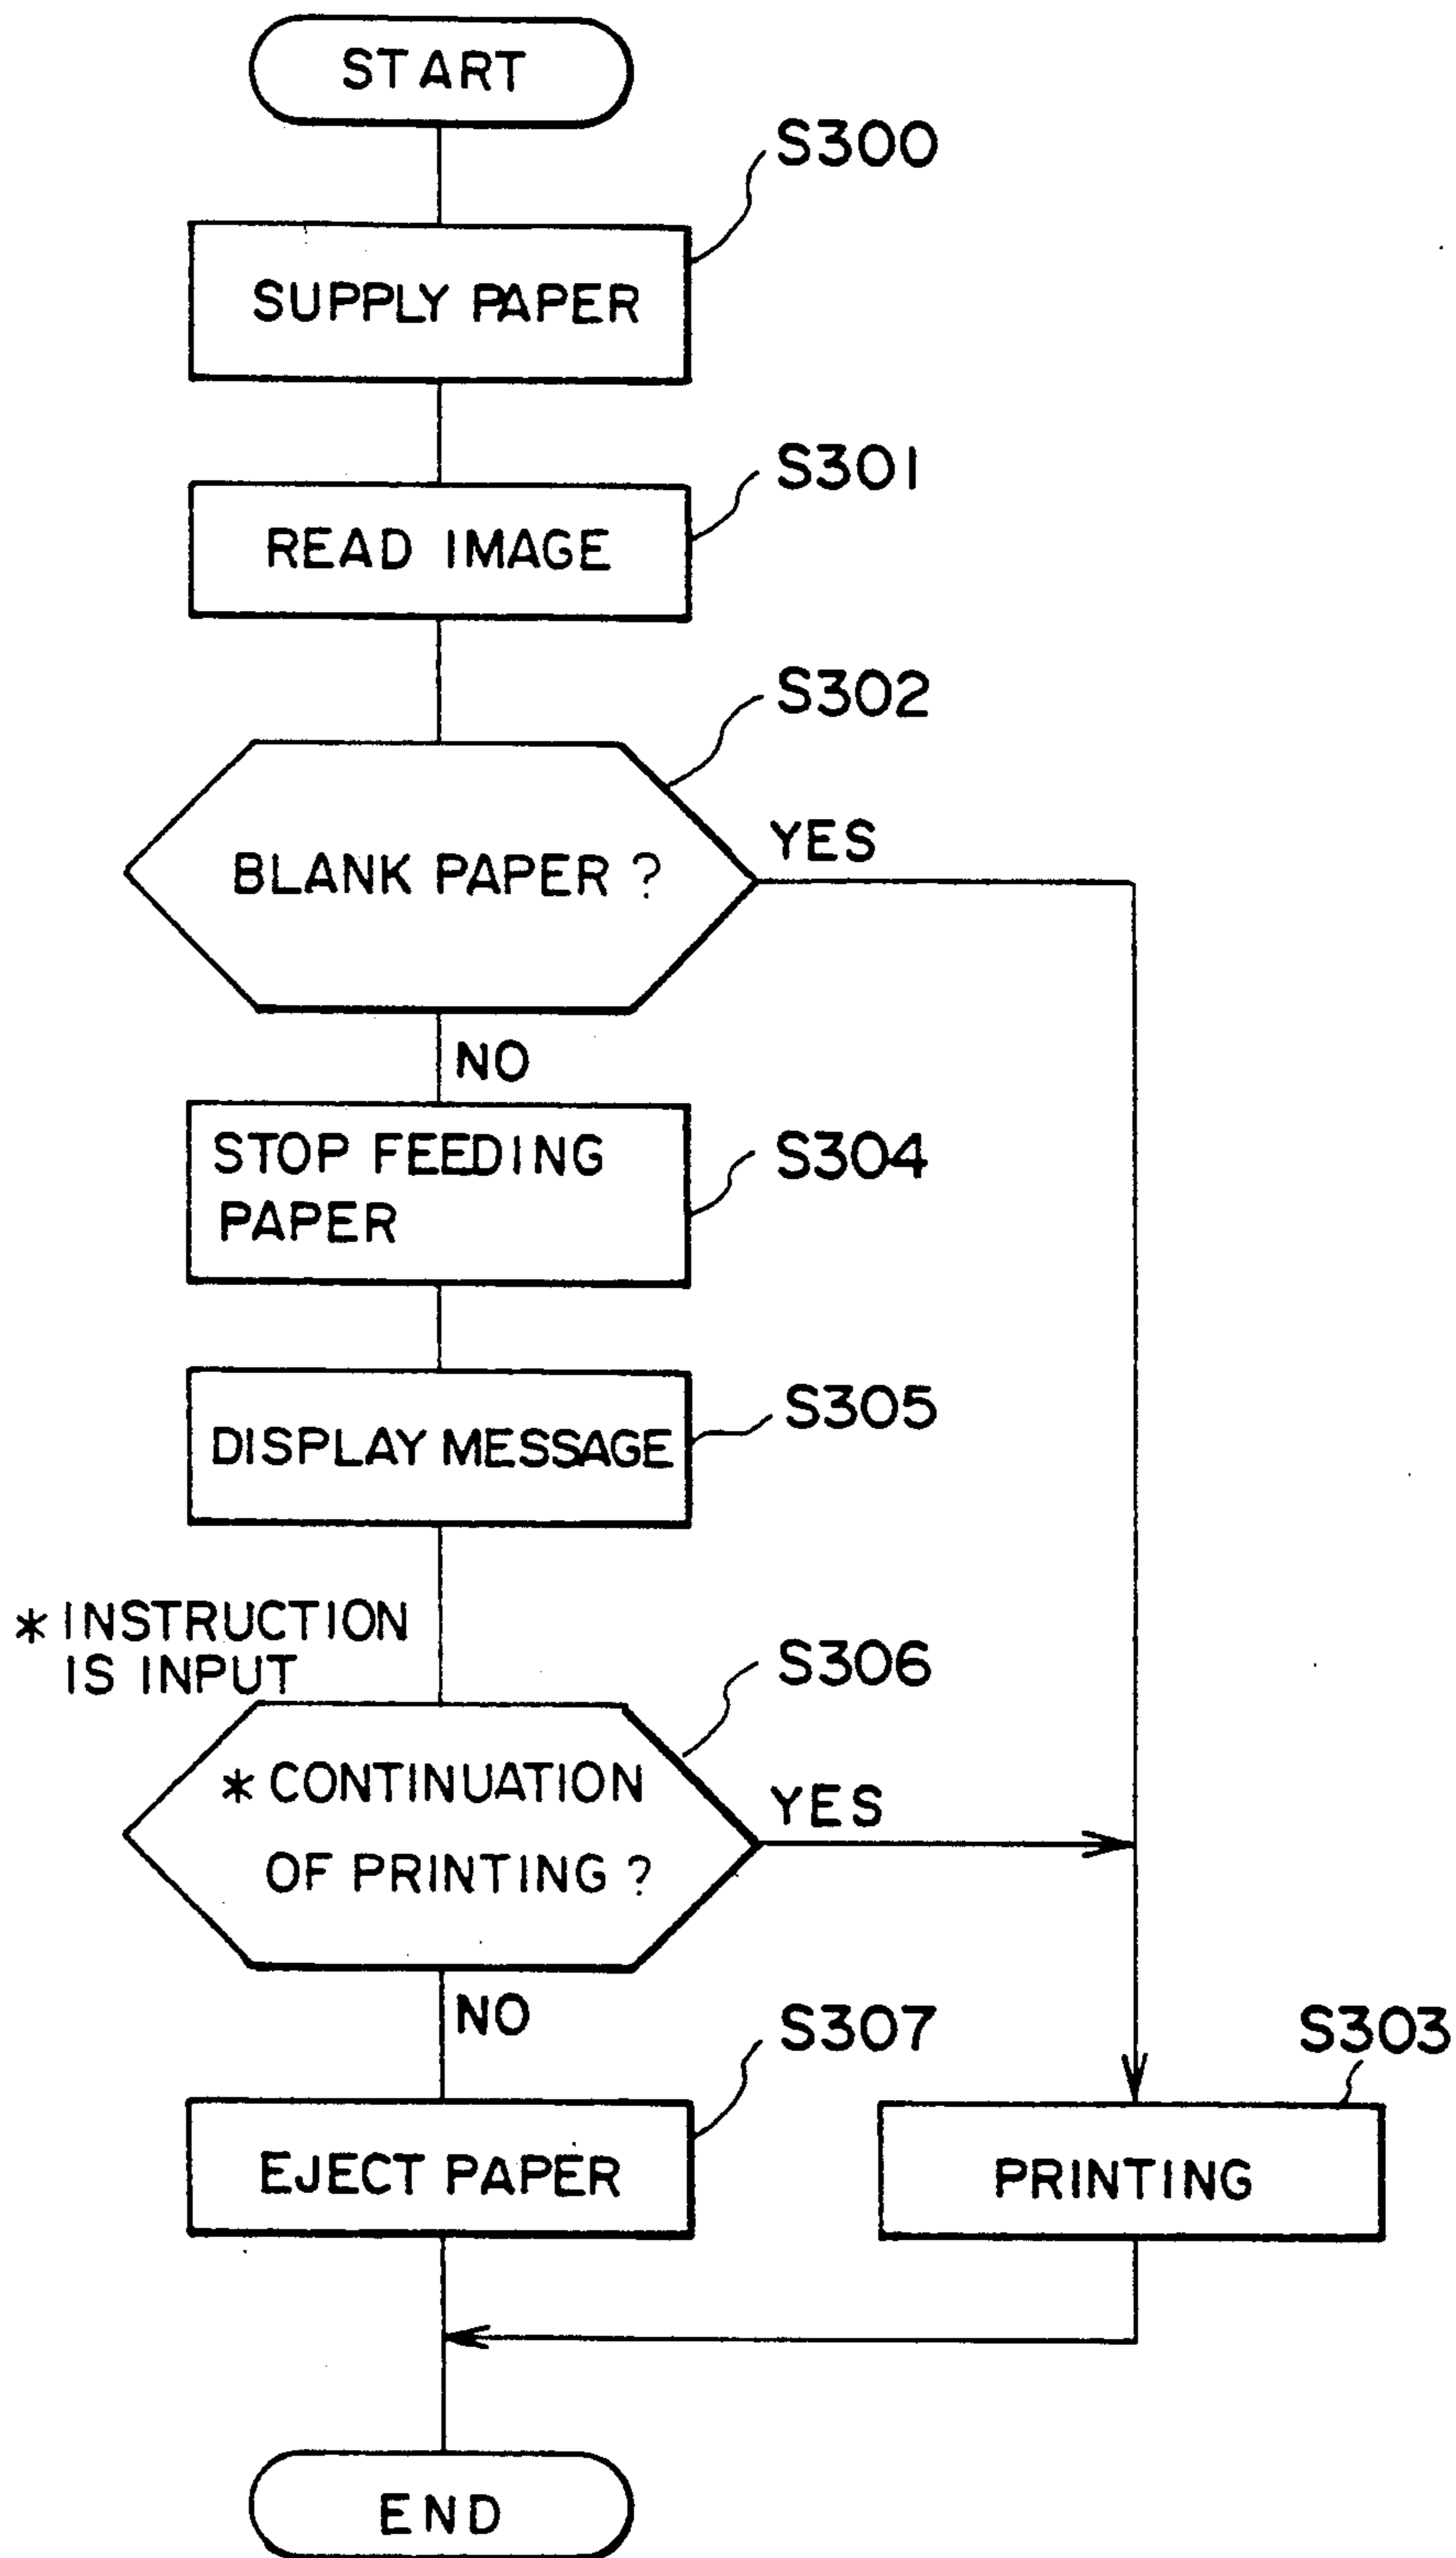 START
S300
SUPPLY PAPER
S301
READ IMAGE
S302
BLANK PAPER ?
YES
NO
STOP FEEDING
PAPER
S304
DISPLAY MESSAGE
S305
* INSTRUCTION
IS INPUT
S306
* CONTINUATION
OF PRINTING ?
YES
NO
S307
EJECT PAPER
S303
PRINTING
END